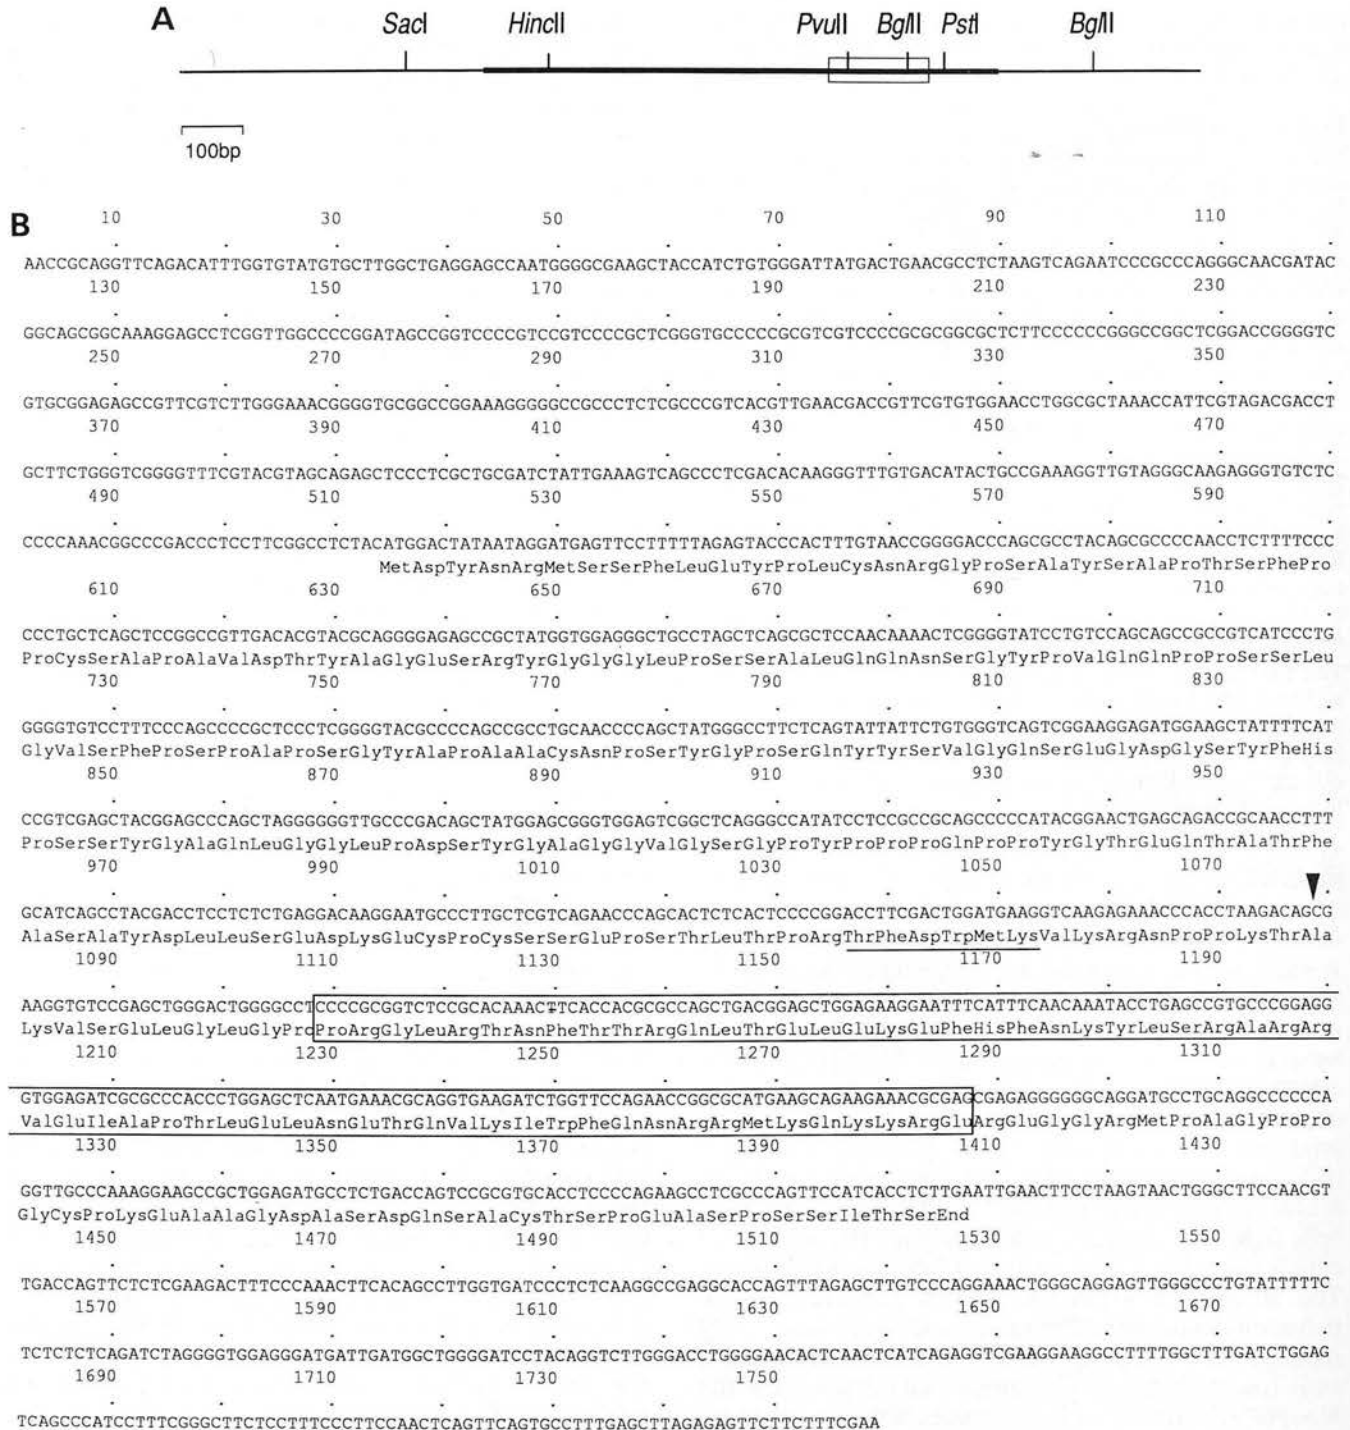 A
SacI HincII PvuII BglII PstI BglII
100bp
B
10 30 50 70 90 110
AACCGCAGGTTCAGACATTTGGTGTATGTGCTTGGCTGAGGAGCCAATGGGGCGAAGCTACCATCTGTGGGATTATGACTGAACGCCTCTAAGTCAGAATCCCGCCCAGGGCAACGATAC
130 150 170 190 210 230
GGCAGCGGCAAAGGAGCCTCGGTTGGCCCCGGATAGCCGGTCCCCGTCCGTCCCCGCTCGGGTGCCCCCGCGTCGTCCCCGCGCGGCGCTCTTCCCCCCGGGCCGGCTCGGACCGGGGTC
250 270 290 310 330 350
GTGCGGAGAGCCGTTCGTCTTGGGAAACGGGGTGCGGCCGGAAAGGGGGCCGCCCTCTCGCCCGTCACGTTGAACGACCGTTCGTGTGGAACCTGGCGCTAAACCATTCGTAGACGACCT
370 390 410 430 450 470
GCTTCTGGGTCGGGGTTTCGTACGTAGCAGAGCTCCCTCGCTGCGATCTATTGAAAGTCAGCCCTCGACACAAGGGTTTGTGACATACTGCCGAAAGGTTGTAGGGCAAGAGGGTGTCTC
490 510 530 550 570 590
CCCCAAACGGCCCGACCCTCCTTCGGCCTCTACATGGACTATAATAGGATGAGTTCCTTTTTAGAGTACCCACTTTGTAACCGGGGACCCAGCGCCTACAGCGCCCCAACCTCTTTTCCC
MetAspTyrAsnArgMetSerSerPheLeuGluTyrProLeuCysAsnArgGlyProSerAlaTyrSerAlaProThrSerPhePro
610 630 650 670 690 710
CCCTGCTCAGCTCCGGCCGTTGACACGTACGCAGGGGAGAGCCGCTATGGTGGAGGGCTGCCTAGCTCAGCGCTCCAACAAAACTCGGGGTATCCTGTCCAGCAGCCGCCGTCATCCCTG
ProCysSerAlaProAlaValAspThrTyrAlaGlyGluSerArgTyrGlyGlyGlyLeuProSerSerAlaLeuGlnGlnAsnSerGlyTyrProValGlnGlnProProSerSerLeu
730 750 770 790 810 830
GGGGTGTCCTTTCCCAGCCCCGCTCCCTCGGGGTACGCCCCAGCCGCCTGCAACCCCAGCTATGGGCCTTCTCAGTATTATTCTGTGGGTCAGTCGGAAGGAGATGGAAGCTATTTTCAT
GlyValSerPheProSerProAlaProSerGlyTyrAlaProAlaAlaCysAsnProSerTyrGlyProSerGlnTyrTyrSerValGlyGlnSerGluGlyAspGlySerTyrPheHis
850 870 890 910 930 950
CCGTCGAGCTACGGAGCCCAGCTAGGGGGGTTGCCCGACAGCTATGGAGCGGGTGGAGTCGGCTCAGGGCCATATCCTCCGCCGCAGCCCCCATACGGAACTGAGCAGACCGCAACCTTT
ProSerSerTyrGlyAlaGlnLeuGlyGlyLeuProAspSerTyrGlyAlaGlyGlyValGlySerGlyProTyrProProProGlnProProTyrGlyThrGluGlnThrAlaThrPhe
970 990 1010 1030 1050 1070
GCATCAGCCTACGACCTCCTCTCTGAGGACAAGGAATGCCCTTGCTCGTCAGAACCCAGCACTCTCACTCCCCGGACCTTCGACTGGATGAAGGTCAAGAGAAACCCACCTAAGACAGCG
AlaSerAlaTyrAspLeuLeuSerGluAspLysGluCysProCysSerSerGluProSerThrLeuThrProArgThrPheAspTrpMetLysValLysArgAsnProProLysThrAla
1090 1110 1130 1150 1170 1190
AAGGTGTCCGAGCTGGGACTGGGGCCTCCCCGCGGTCTCCGCACAAACTTCACCACGCGCCAGCTGACGGAGCTGGAGAAGGAATTTCATTTCAACAAATACCTGAGCCGTGCCCGGAGG
LysValSerGluLeuGlyLeuGlyProProArgGlyLeuArgThrAsnPheThrThrArgGlnLeuThrGluLeuGluLysGluPheHisPheAsnLysTyrLeuSerArgAlaArgArg
1210 1230 1250 1270 1290 1310
GTGGAGATCGCGCCCACCCTGGAGCTCAATGAAACGCAGGTGAAGATCTGGTTCCAGAACCGGCGCATGAAGCAGAAGAAACGCGAGCGAGAGGGGGGCAGGATGCCTGCAGGCCCCCCA
ValGluIleAlaProThrLeuGluLeuAsnGluThrGlnValLysIleTrpPheGlnAsnArgArgMetLysGlnLysLysArgGluArgGluGlyGlyArgMetProAlaGlyProPro
1330 1350 1370 1390 1410 1430
GGTTGCCCAAAGGAAGCCGCTGGAGATGCCTCTGACCAGTCCGCGTGCACCTCCCCAGAAGCCTCGCCCAGTTCCATCACCTCTTGAATTGAACTTCCTAAGTAACTGGGCTTCCAACGT
GlyCysProLysGluAlaAlaGlyAspAlaSerAspGlnSerAlaCysThrSerProGluAlaSerProSerSerIleThrSerEnd
1450 1470 1490 1510 1530 1550
TGACCAGTTCTCTCGAAGACTTTCCCAAACTTCACAGCCTTGGTGATCCCTCTCAAGGCCGAGGCACCAGTTTAGAGCTTGTCCCAGGAAACTGGGCAGGAGTTGGGCCCTGTATTTTTC
1570 1590 1610 1630 1650 1670
TCTCTCTCAGATCTAGGGGTGGAGGGATGATTGATGGCTGGGGATCCTACAGGTCTTGGGACCTGGGGAACACTCAACTCATCAGAGGTCGAAGGAAGGCCTTTTGGCTTTGATCTGGAG
1690 1710 1730 1750
TCAGCCCATCCTTTCGGGCTTCTCCTTTCCCTTCCAACTCAGTTCAGTGCCTTTGAGCTTAGAGAGTTCTTCTTTCGAA